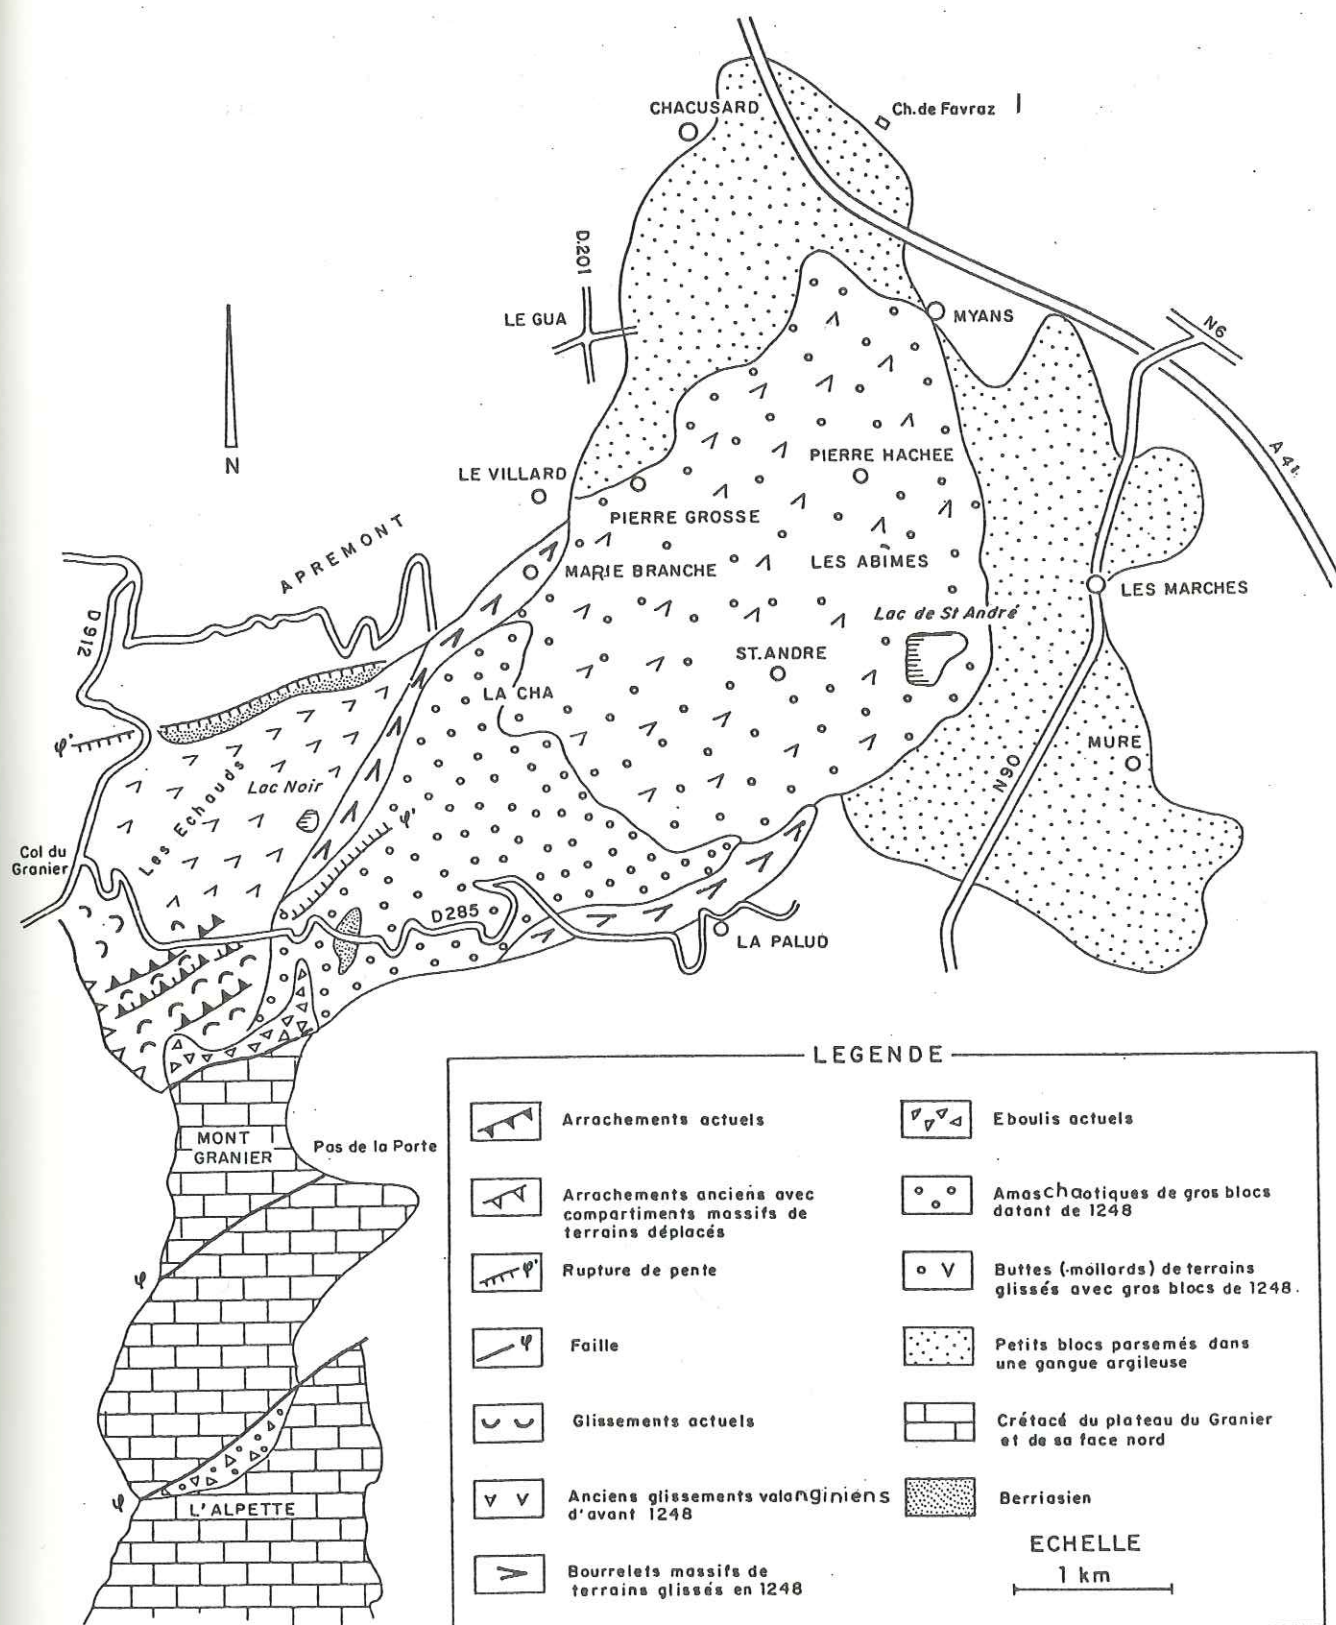 CHACUSARD
Ch. de Favraz
D.201
LE GUA
MYANS
N6
N
LE VILLARD
PIERRE HACHEE
A 41
PIERRE GROSSE
APREMONT
MARIE BRANCHE
LES ABÎMES
LES MARCHES
D 912
Lac de St André
ST. ANDRE
LA CHA
φ'
MURE
Les Echauds
Lac Noir
N90
φ'
Col du
Granier
D285
LA PALUD
MONT
GRANIER
Pas de la Porte
φ
φ
L'ALPETTE
LEGENDE
Arrachements actuels
Arrachements anciens avec
compartiments massifs de
terrains déplacés
φ'
Rupture de pente
φ
Faille
Glissements actuels
Anciens glissements valanginiens
d'avant 1248
Bourrelets massifs de
terrains glissés en 1248
Eboulis actuels
Amas chaotiques de gros blocs
datant de 1248
Buttes (mollards) de terrains
glissés avec gros blocs de 1248.
Petits blocs parsemés dans
une gangue argileuse
Crétacé du plateau du Granier
et de sa face nord
Berriasien
ECHELLE
1 km